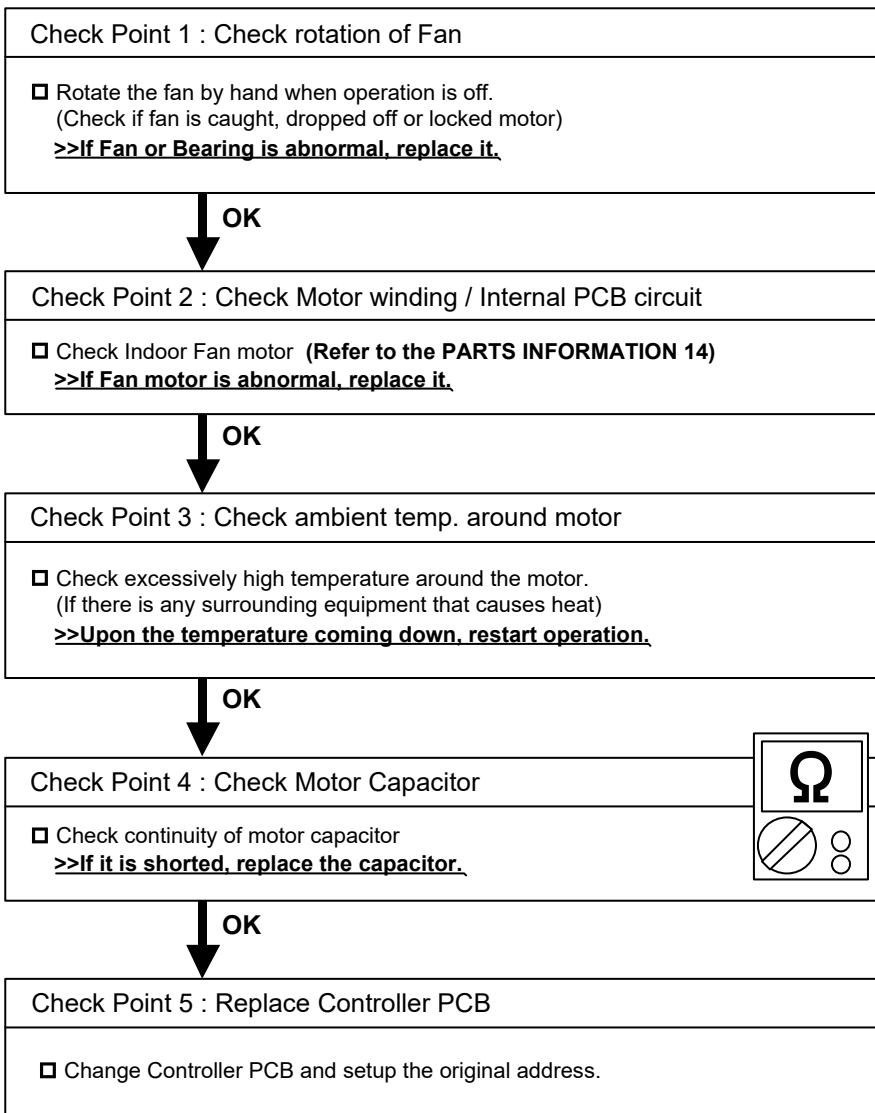 Check Point 1 : Check rotation of Fan
Rotate the fan by hand when operation is off.
(Check if fan is caught, dropped off or locked motor)
>>If Fan or Bearing is abnormal, replace it.
OK
Check Point 2 : Check Motor winding / Internal PCB circuit
Check Indoor Fan motor (Refer to the PARTS INFORMATION 14)
>>If Fan motor is abnormal, replace it.
OK
Check Point 3 : Check ambient temp. around motor
Check excessively high temperature around the motor.
(If there is any surrounding equipment that causes heat)
>>Upon the temperature coming down, restart operation.
OK
Check Point 4 : Check Motor Capacitor
Ω
Check continuity of motor capacitor
>>If it is shorted, replace the capacitor.
OK
Check Point 5 : Replace Controller PCB
Change Controller PCB and setup the original address.